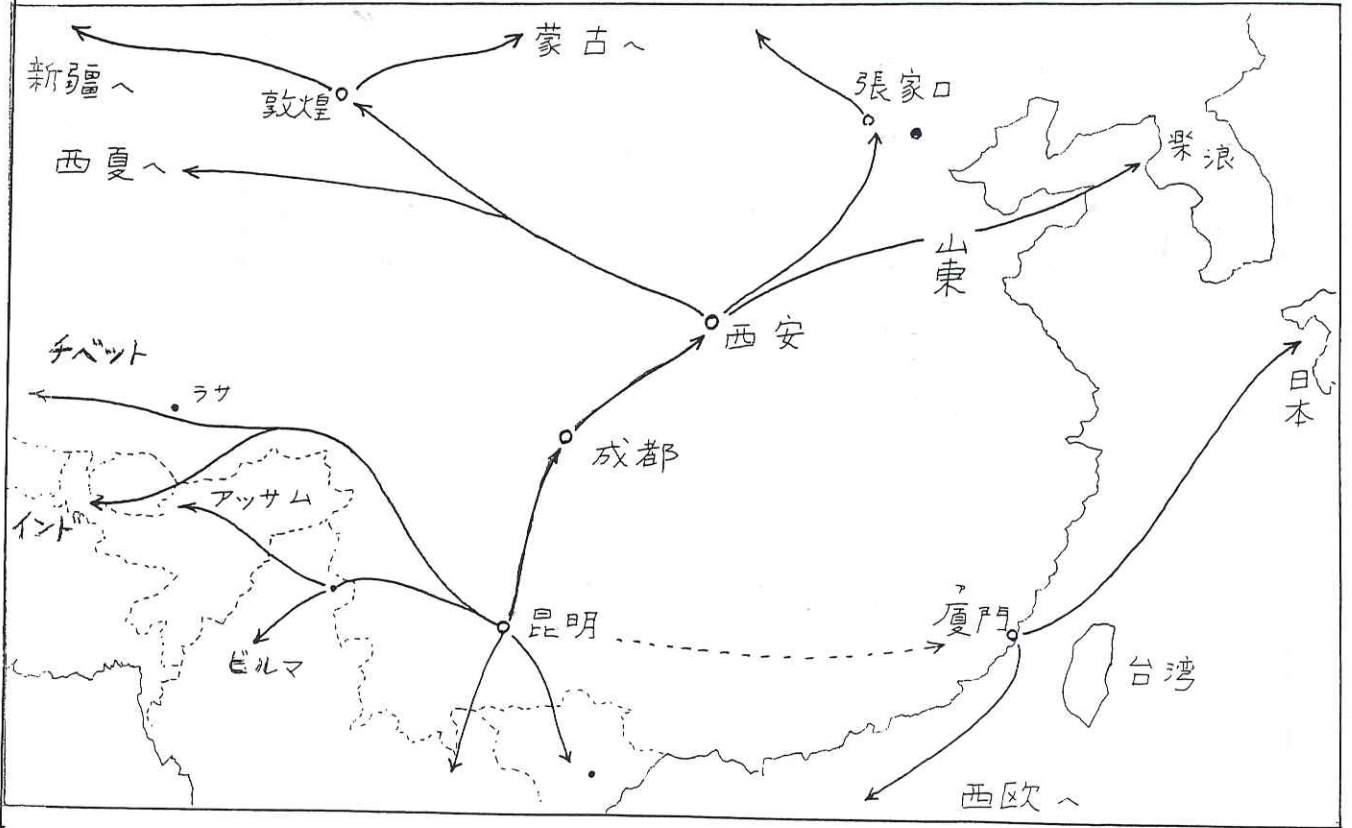 蒙古へ
新疆へ
敦煌
張家口
西夏へ
楽浪
山東
西安
チベット
ラサ
日本
成都
アッサム
インド
ア
厦門
昆明
ビルマ
台湾
西欧へ